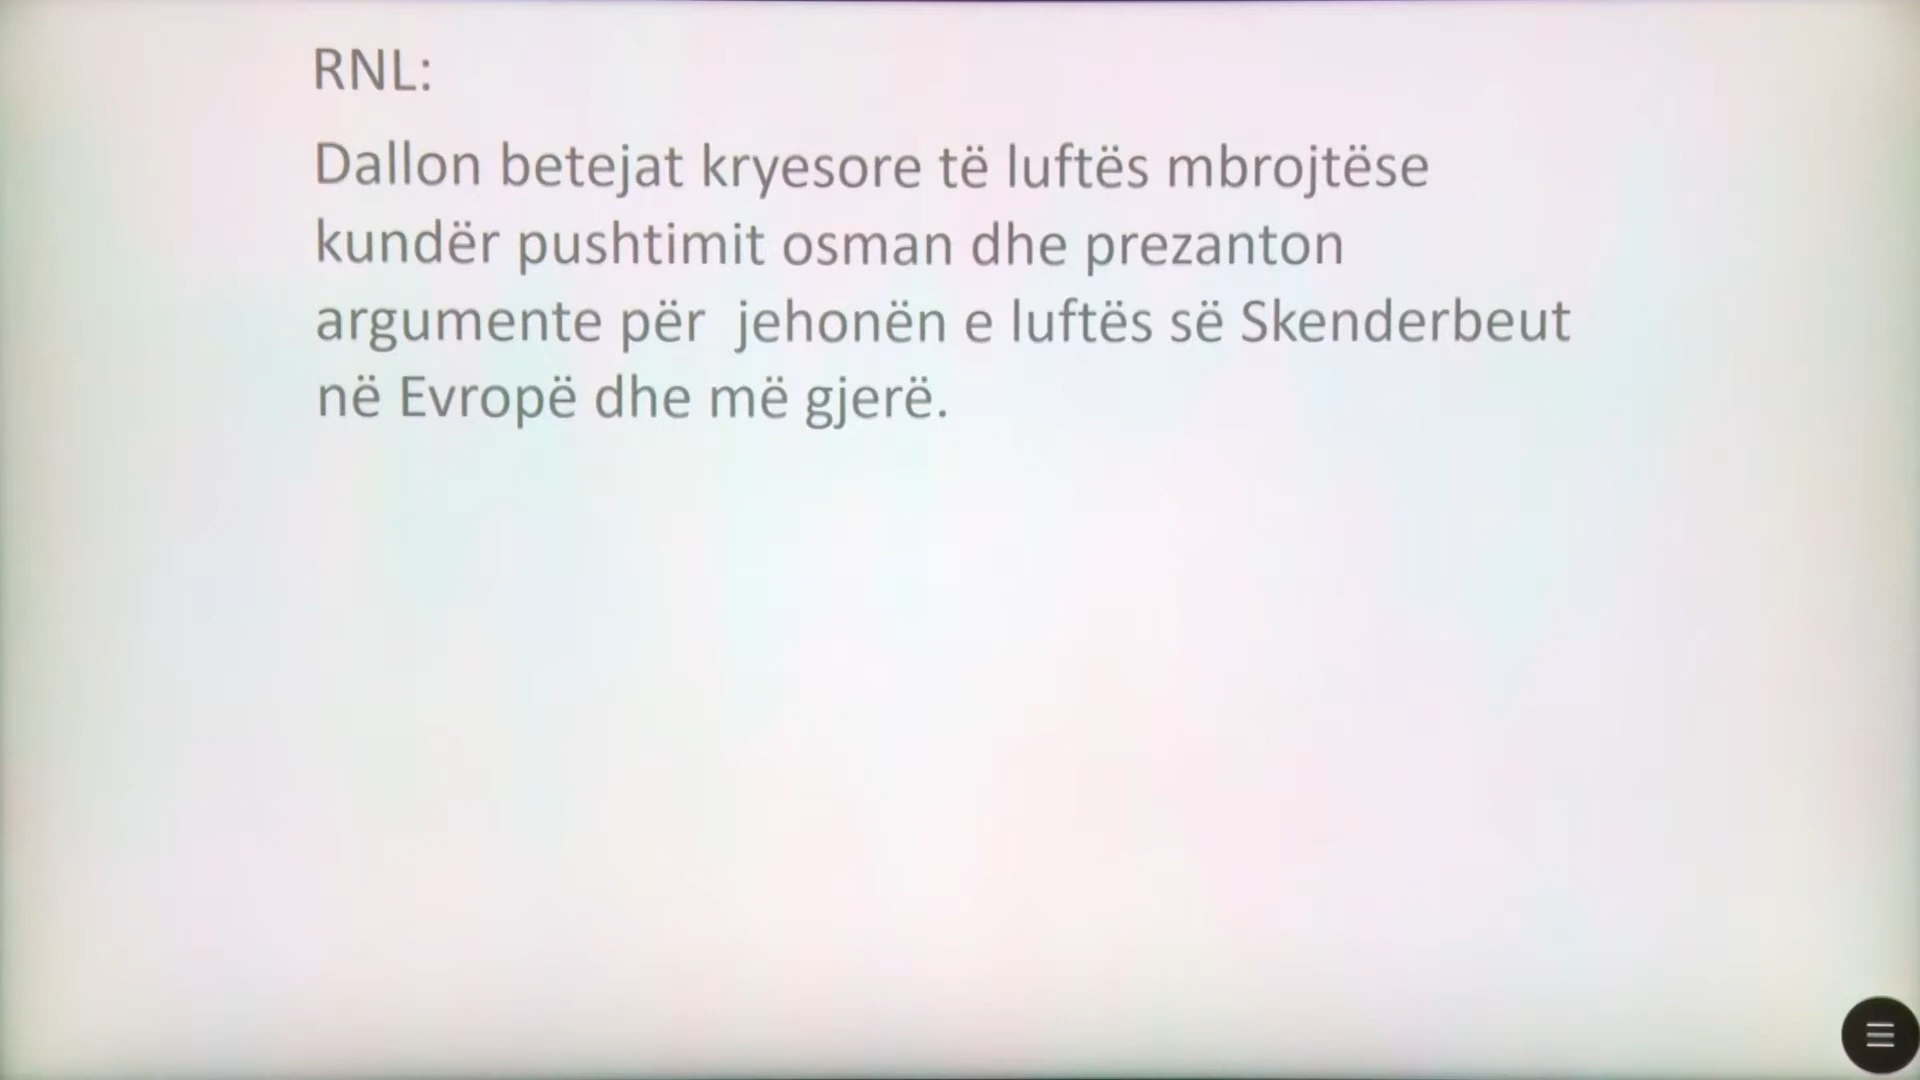 RNL:
Dallon betejat kryesore të luftës mbrojtëse
kundër pushtimit osman dhe prezanton
argumente për  jehonën e luftës së Skenderbeut
në Evropë dhe më gjerë.